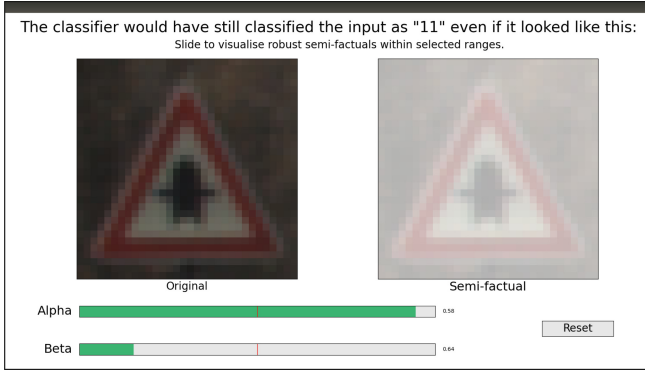 The classifier would have still classified the input as "11" even if it looked like this:
Slide to visualise robust semi-factuals within selected ranges.
Original
Semi-factual
Alpha
0.58
Reset
Beta
0.64